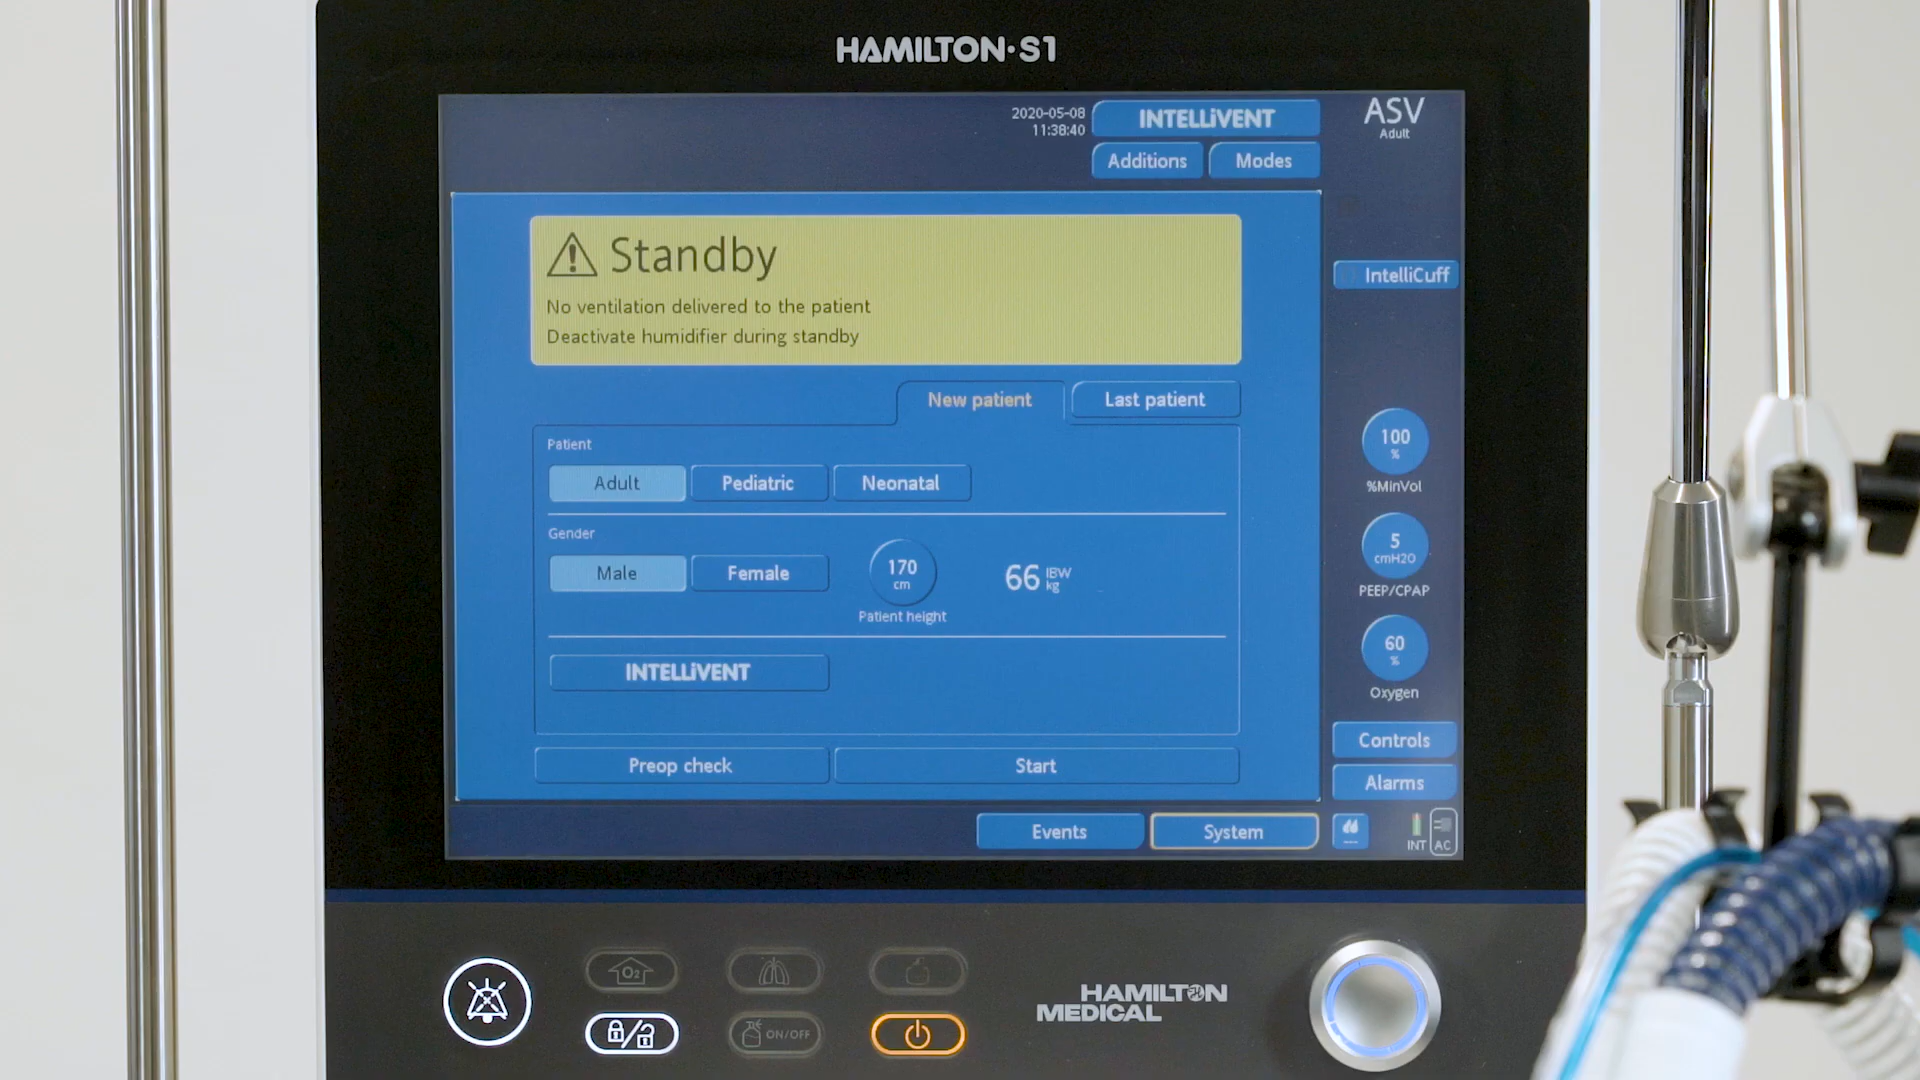 HAMILTON·S1
2020-05-08
11:38:40
INTELLiVENT
ASV
Adult
Additions
Modes
Standby
No ventilation delivered to the patient
Deactivate humidifier during standby
IntelliCuff
New patient
Last patient
Patient
Adult
Pediatric
Neonatal
100
%
%MinVol
Gender
Male
Female
170
cm
Patient height
66 IBW
kg
5
cmH2O
PEEP/CPAP
INTELLiVENT
60
%
Oxygen
Preop check
Start
Controls
Alarms
Events
System
INT
AC
O2
ON/OFF
HAMILTON
MEDICAL